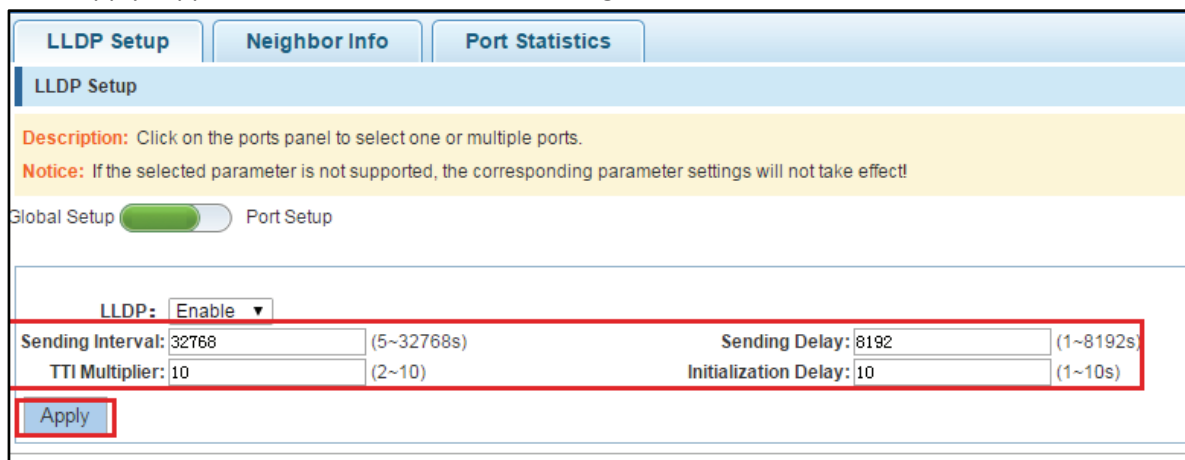 LLDP Setup Neighbor Info Port Statistics
LLDP Setup
Description: Click on the ports panel to select one or multiple ports.
Notice: If the selected parameter is not supported, the corresponding parameter settings will not take effect!
Global Setup Port Setup
LLDP: Enable ▼
Sending Interval: 32768 (5~32768s) Sending Delay: 8192 (1~8192s)
TTI Multiplier: 10 (2~10) Initialization Delay: 10 (1~10s)
Apply